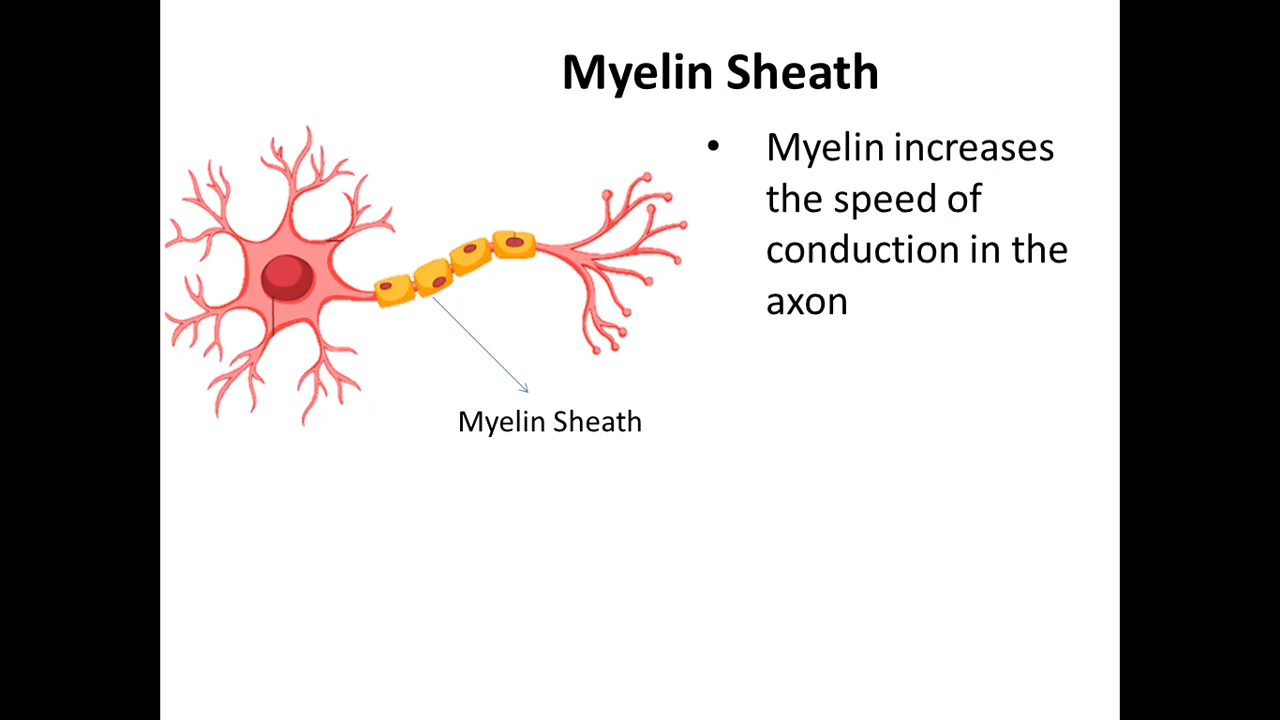 Myelin Sheath
• Myelin increases
the speed of
conduction in the
axon
Myelin Sheath